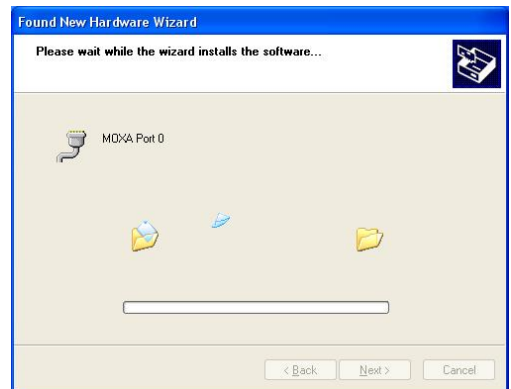 Found New Hardware Wizard
Please wait while the wizard installs the software...
MOXA Port 0
< Back
Next >
Cancel